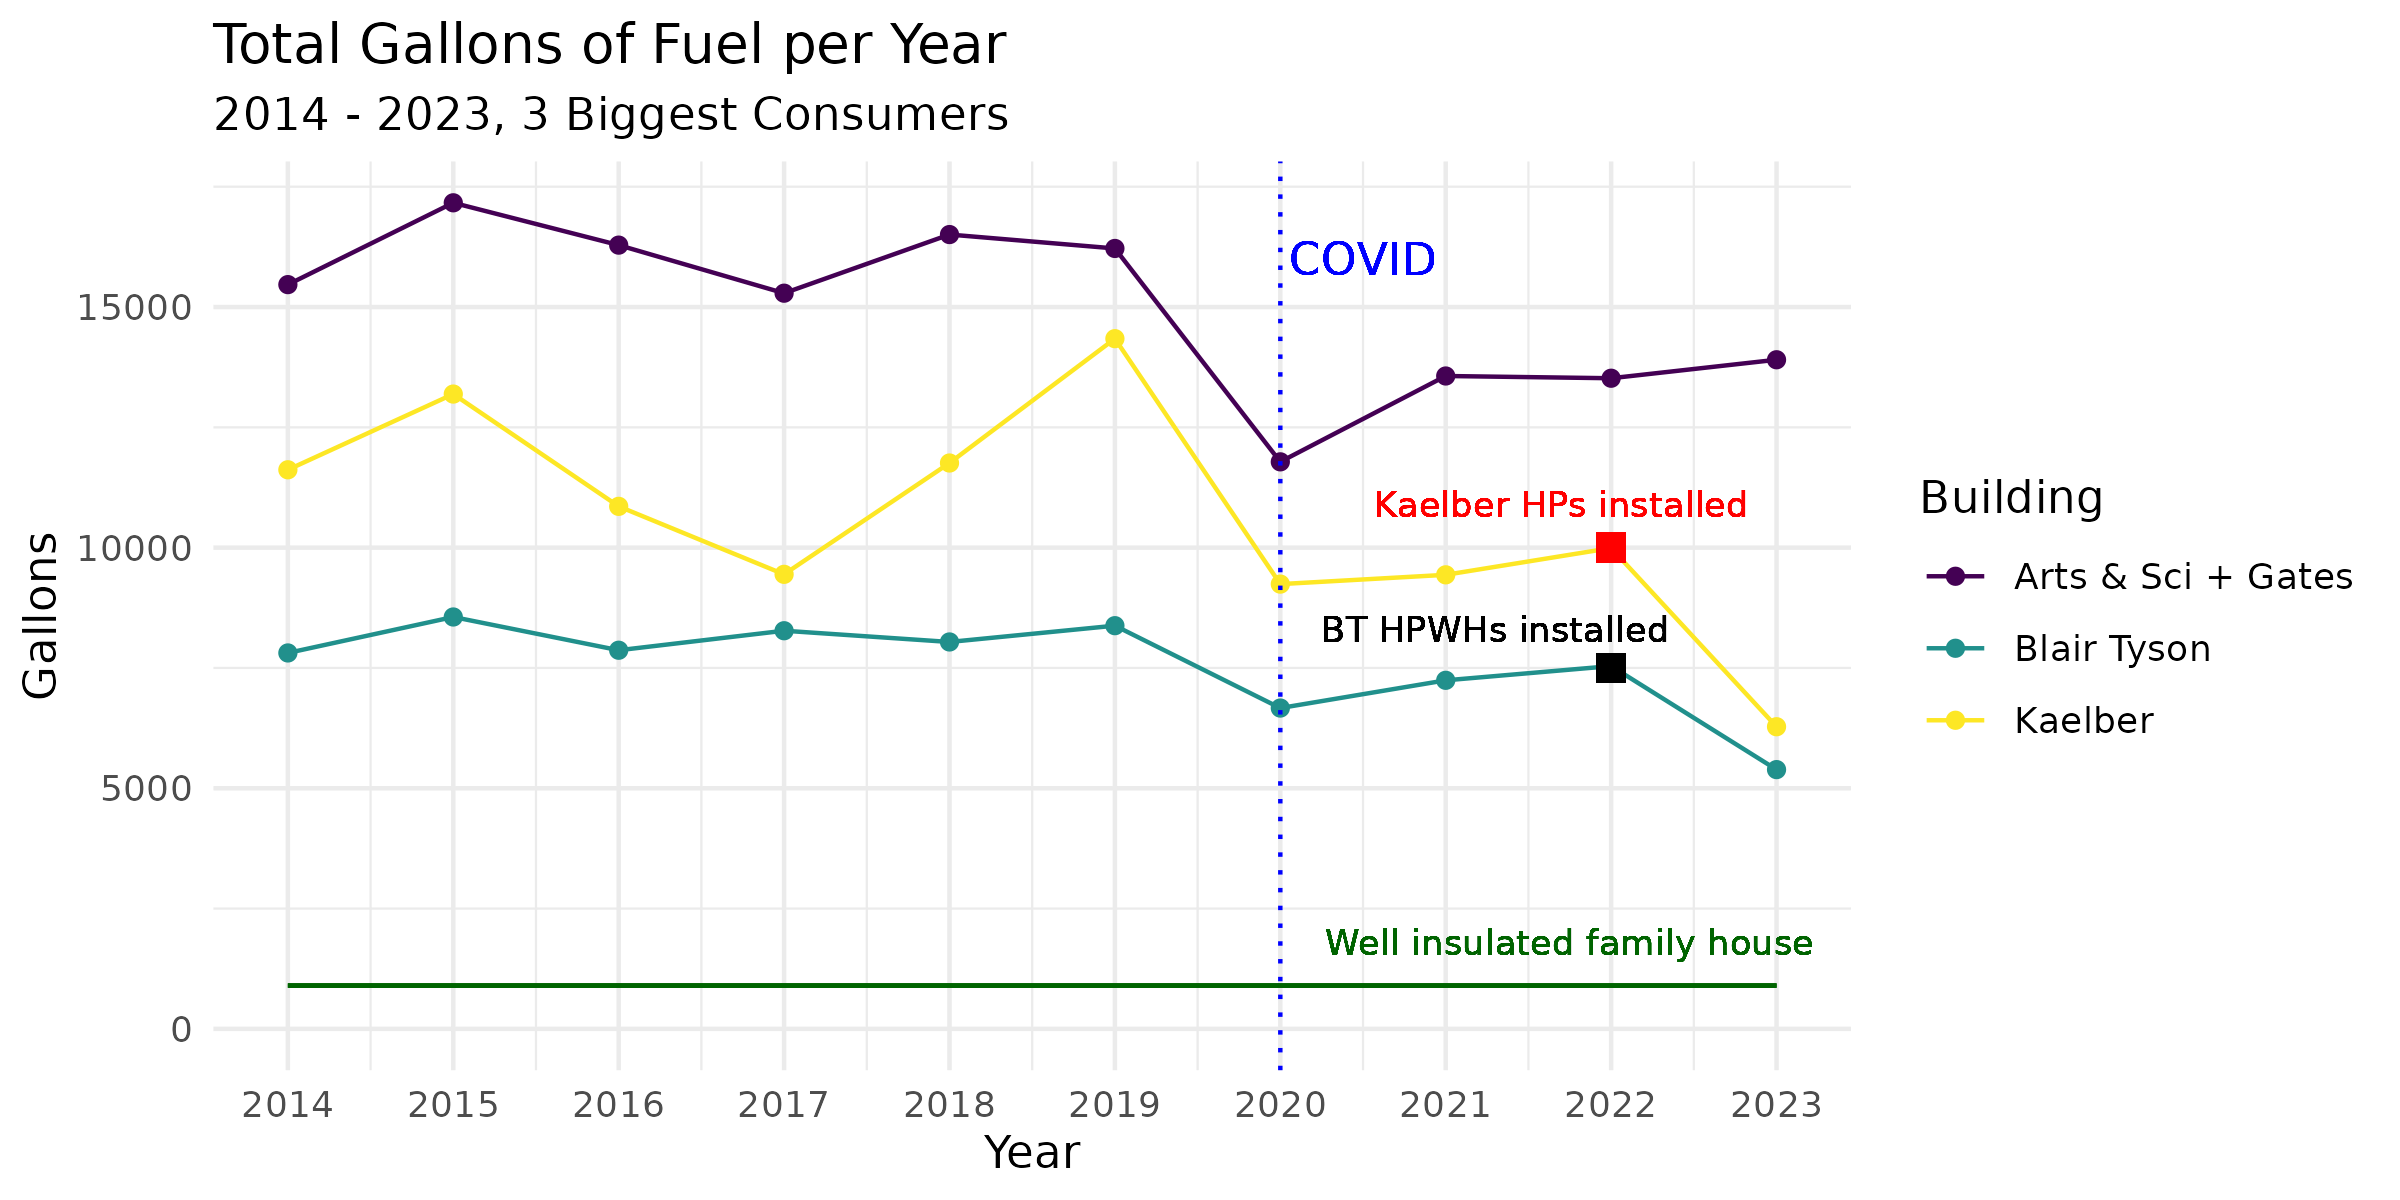 Total Gallons of Fuel per Year
2014 - 2023, 3 Biggest Consumers
Gallons
15000
10000
5000
0
COVID
Kaelber HPs installed
BT HPWHs installed
Well insulated family house
2014 2015 2016 2017 2018 2019 2020 2021 2022 2023
Year
Building
Arts & Sci + Gates
Blair Tyson
Kaelber